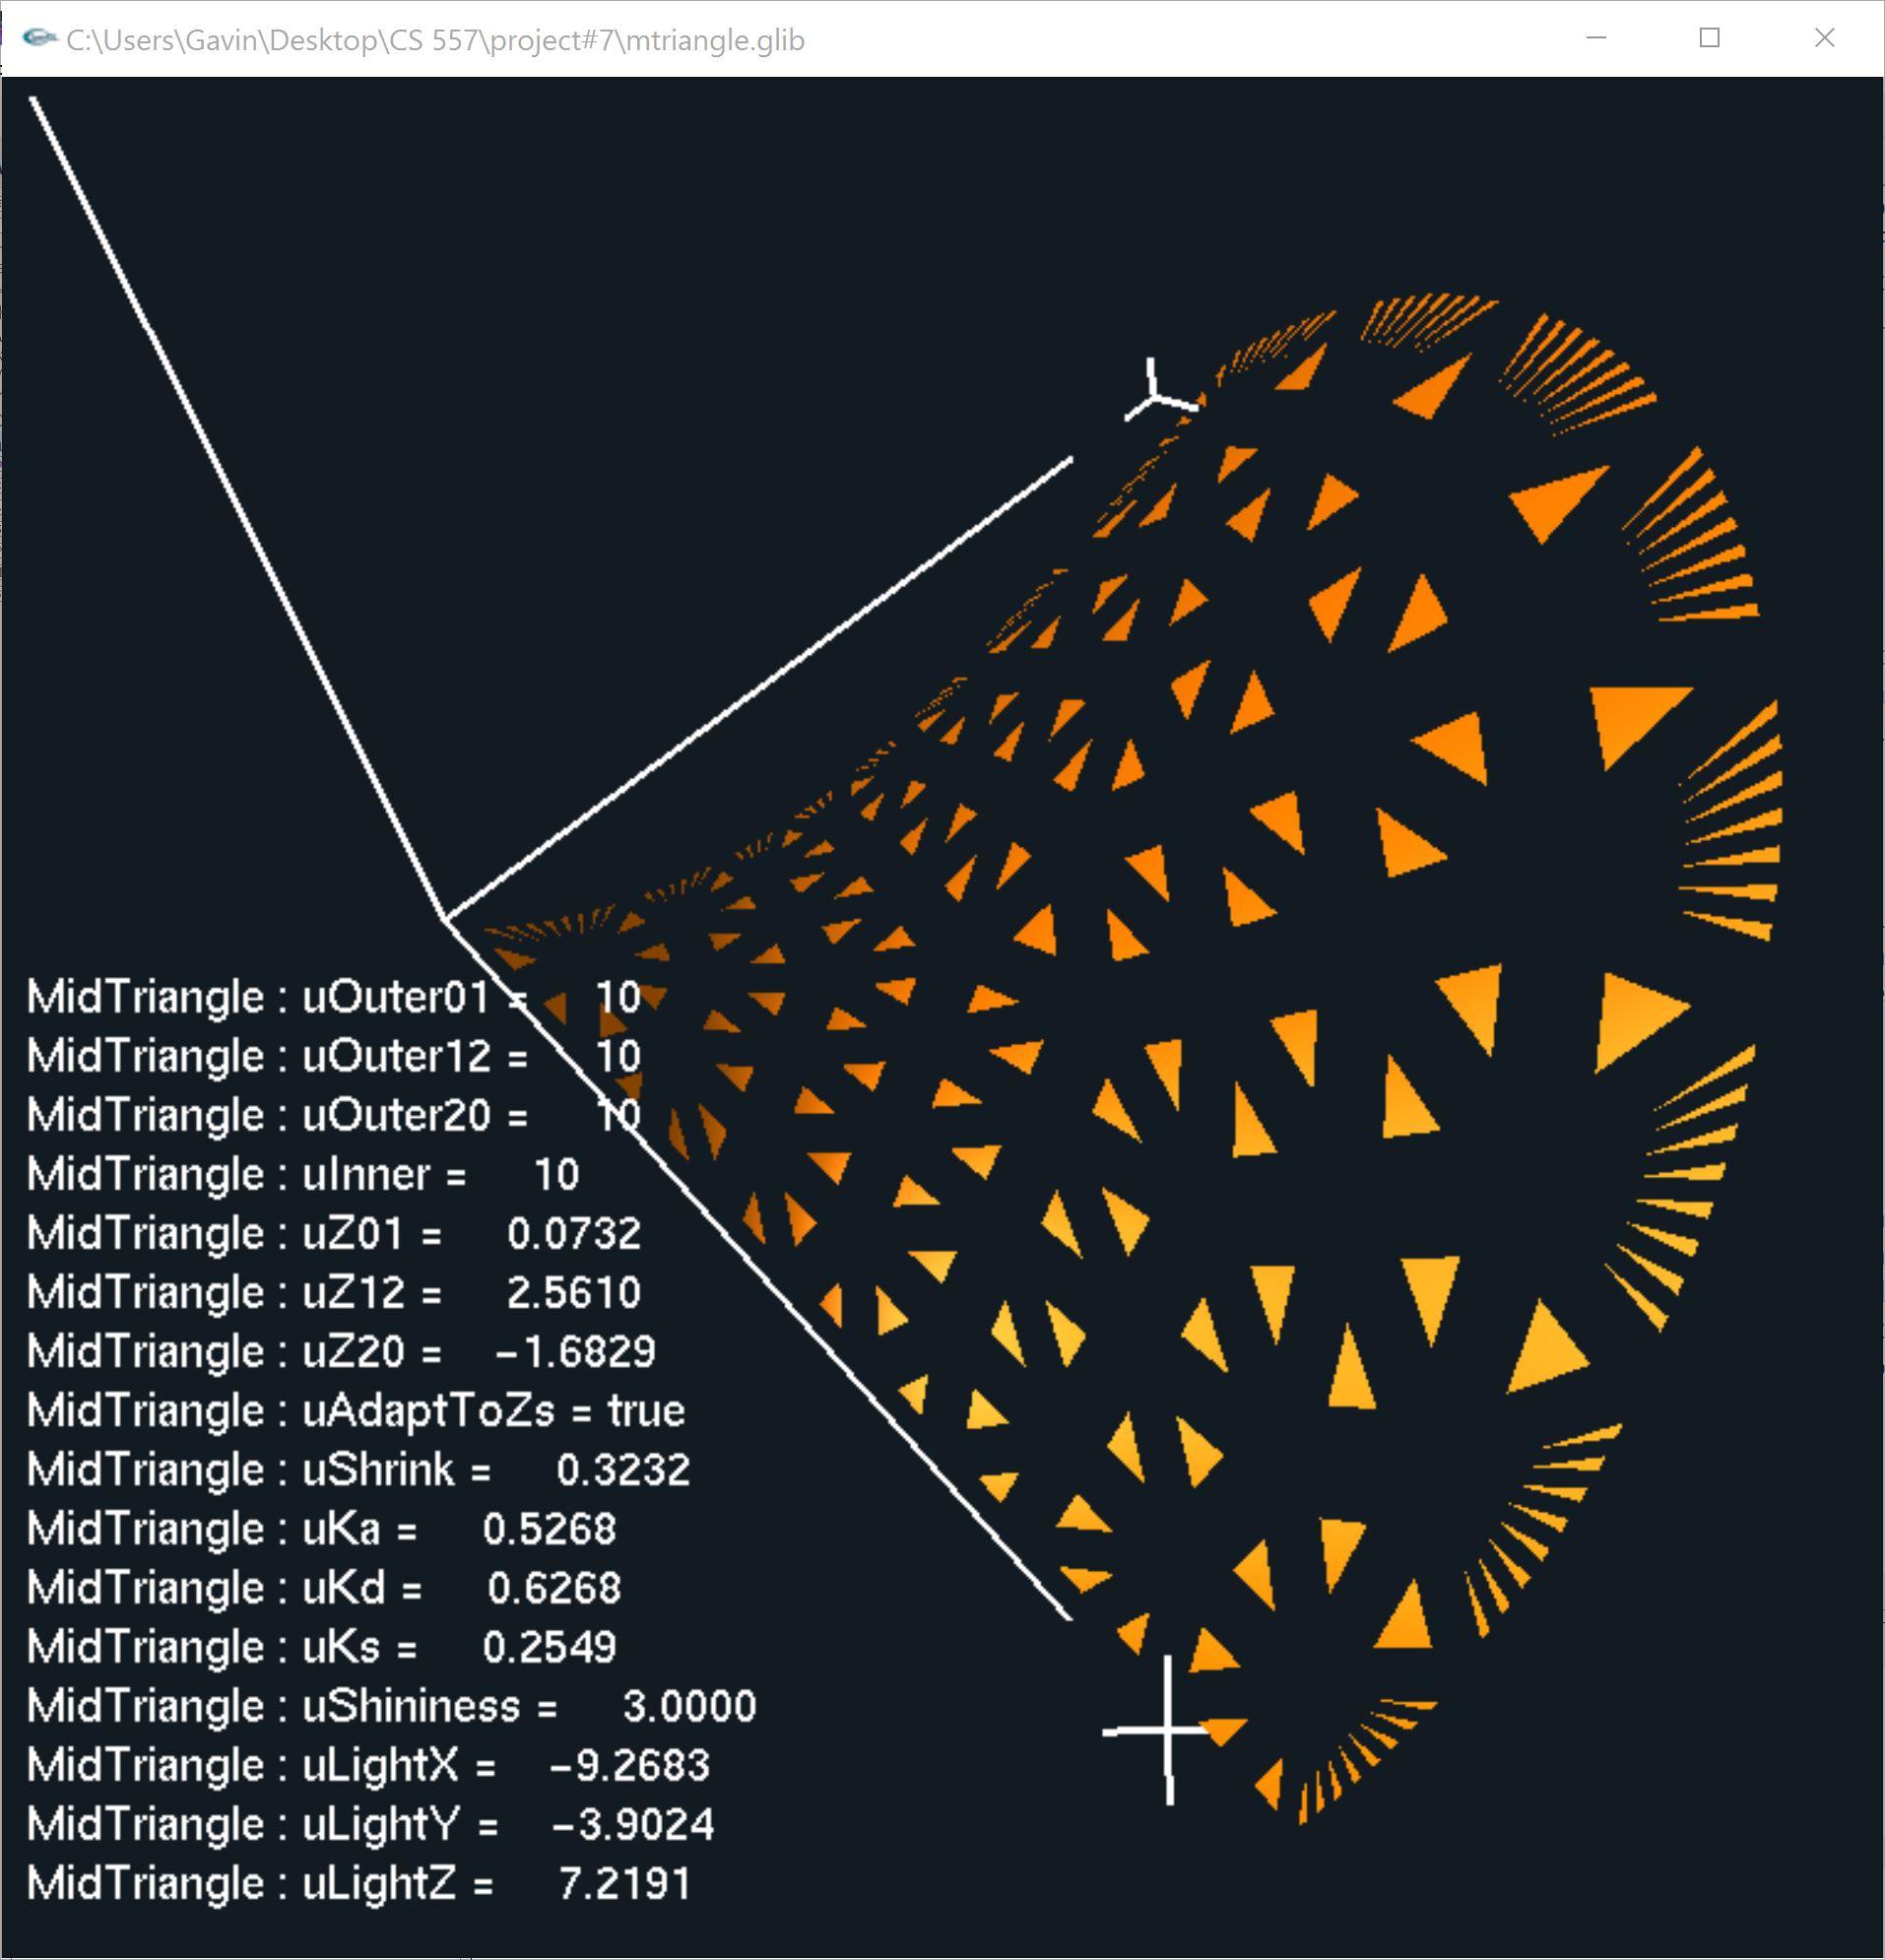 C:\Users\Gavin\Desktop\CS 557\project#7\mtriangle.glib
MidTriangle : uOuter01 = 10
MidTriangle : uOuter12 = 10
MidTriangle : uOuter20 = 10
MidTriangle : uInner = 10
MidTriangle : uZ01 = 0.0732
MidTriangle : uZ12 = 2.5610
MidTriangle : uZ20 = −1.6829
MidTriangle : uAdaptToZs = true
MidTriangle : uShrink = 0.3232
MidTriangle : uKa = 0.5268
MidTriangle : uKd = 0.6268
MidTriangle : uKs = 0.2549
MidTriangle : uShininess = 3.0000
MidTriangle : uLightX = −9.2683
MidTriangle : uLightY = −3.9024
MidTriangle : uLightZ = 7.2191